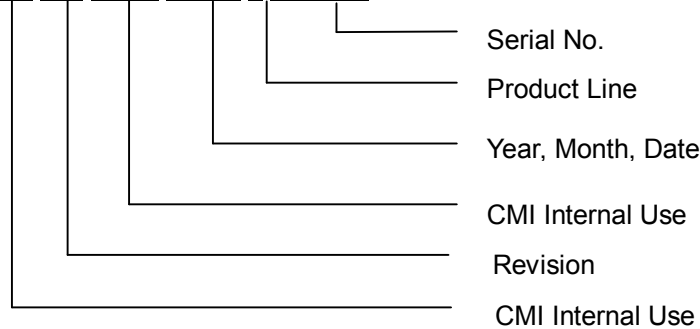 Serial No.
Product Line
Year, Month, Date
CMI Internal Use
Revision
CMI Internal Use